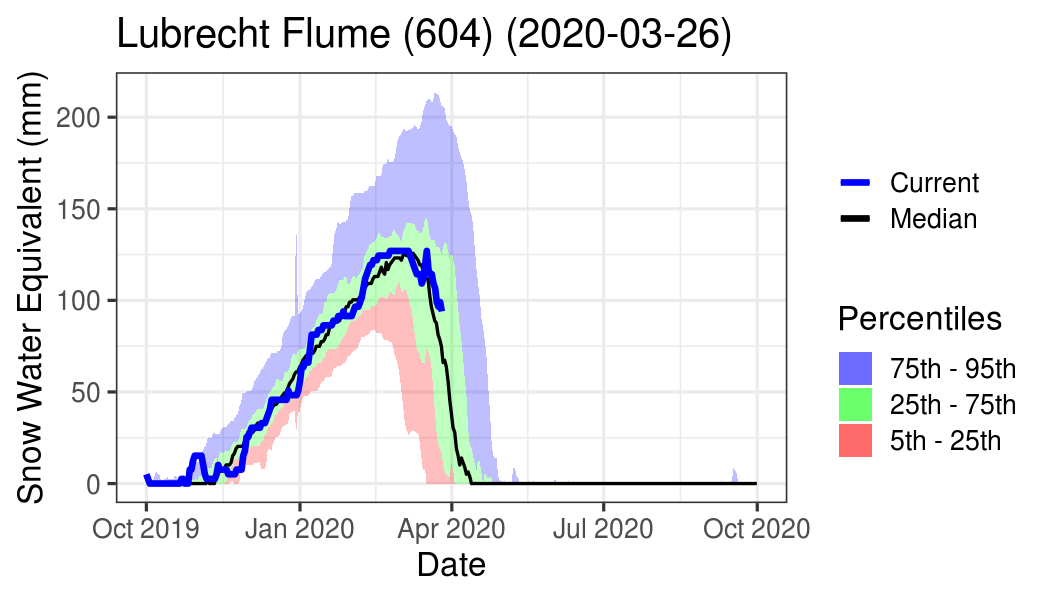 Lubrecht Flume (604) (2020-03-26)
Snow Water Equivalent (mm)
200
150
100
50
0
Oct 2019
Jan 2020
Apr 2020
Jul 2020
Oct 2020
Date
Current
Median
Percentiles
75th - 95th
25th - 75th
5th - 25th